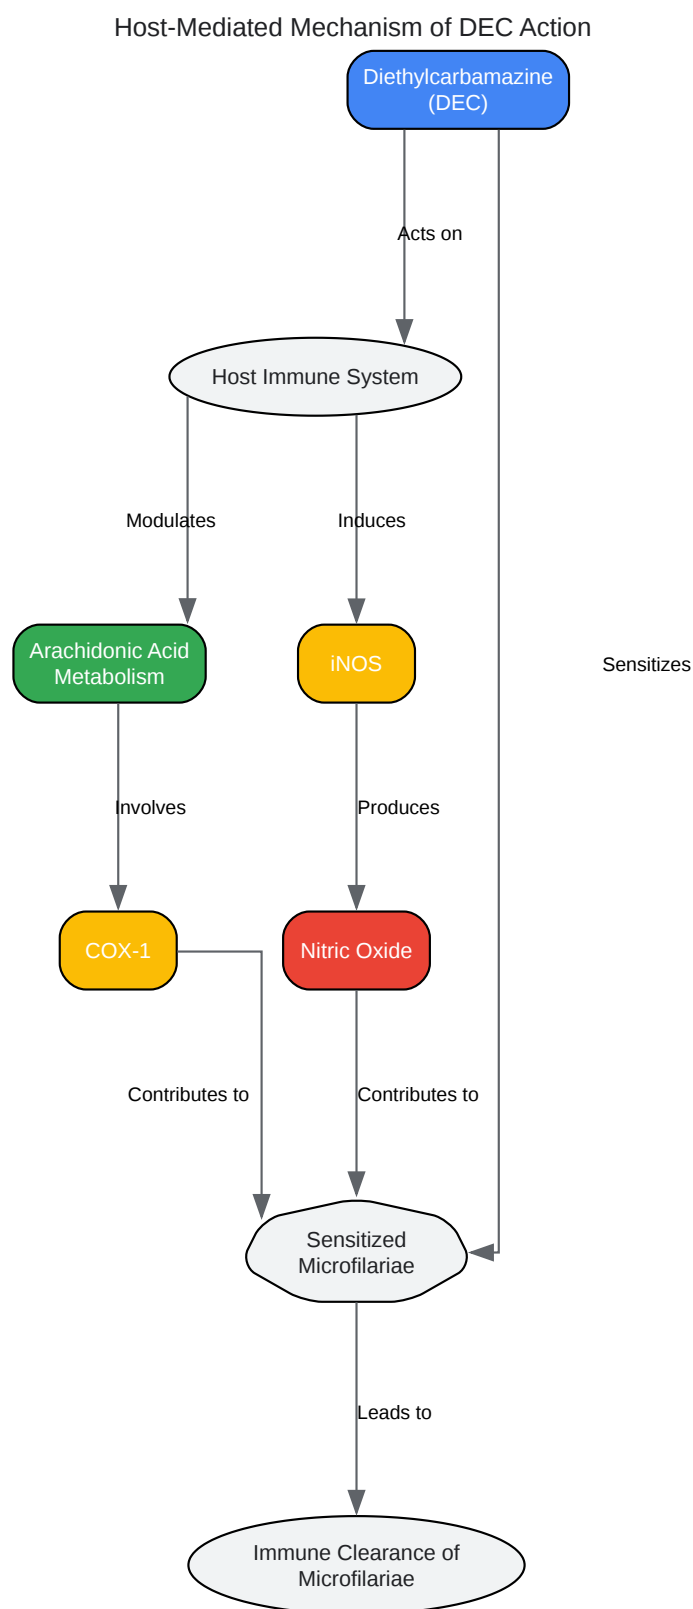 Host-Mediated Mechanism of DEC Action
Diethylcarbamazine
(DEC)
Acts on
Host Immune System
Modulates
Induces
Arachidonic Acid
Metabolism
iNOS
Sensitizes
Involves
Produces
COX-1
Nitric Oxide
Contributes to
Contributes to
Sensitized
Microfilariae
Leads to
Immune Clearance of
Microfilariae